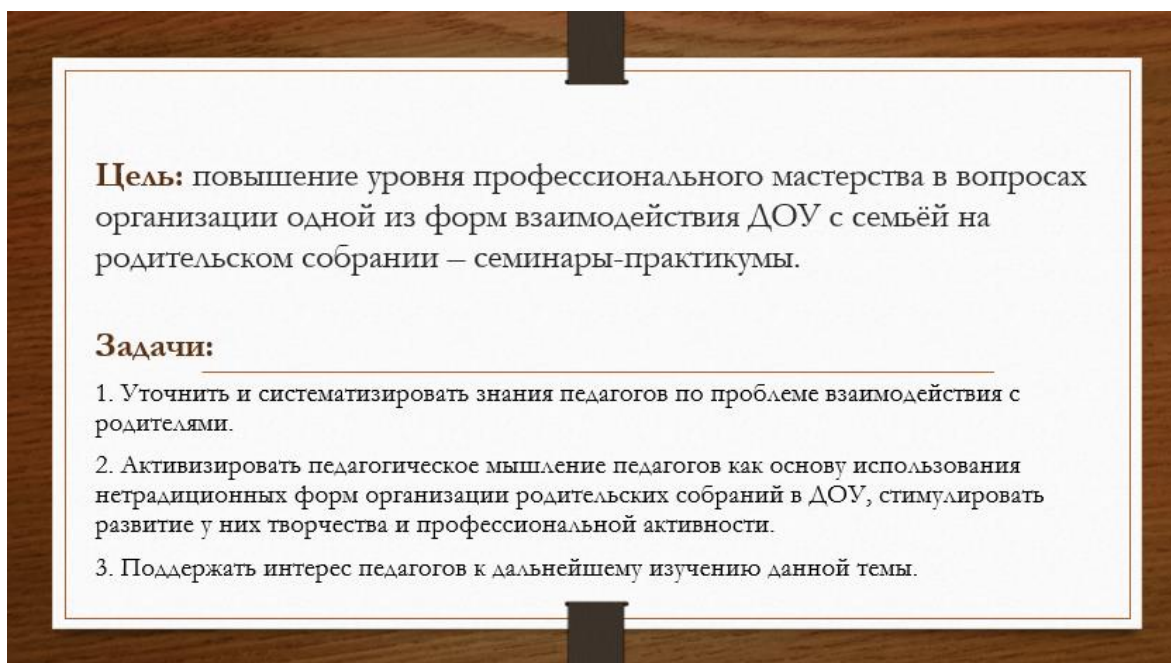 Цель: повышение уровня профессионального мастерства в вопросах
организации одной из форм взаимодействия ДОУ с семьёй на
родительском собрании – семинары-практикумы.
Задачи:
1. Уточнить и систематизировать знания педагогов по проблеме взаимодействия с
родителями.
2. Активизировать педагогическое мышление педагогов как основу использования
нетрадиционных форм организации родительских собраний в ДОУ, стимулировать
развитие у них творчества и профессиональной активности.
3. Поддержать интерес педагогов к дальнейшему изучению данной темы.